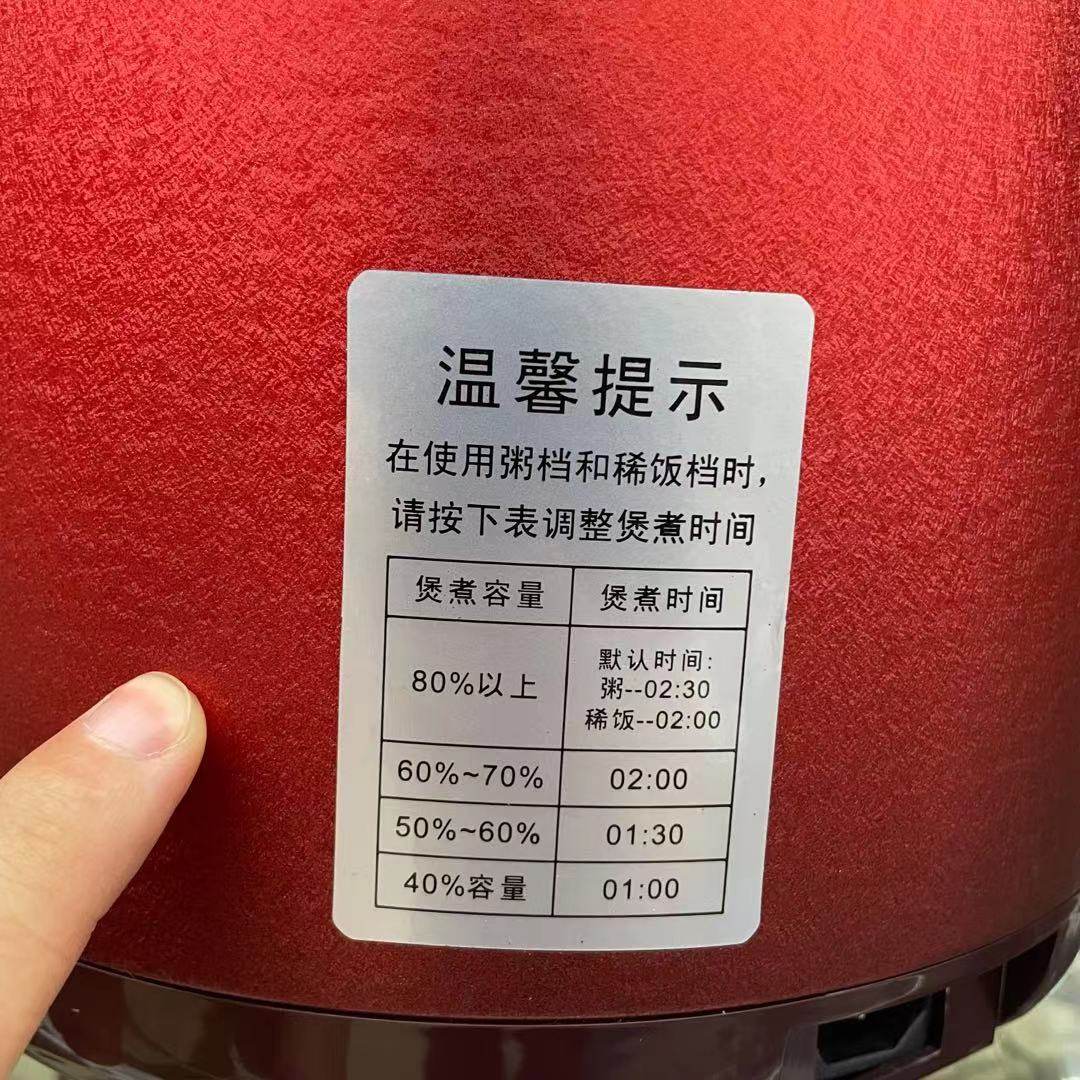 温馨提示
在使用粥档和稀饭档时，
请按下表调整煲煮时间
煲煮容量 煲煮时间
80%以上 默认时间:
粥--02:30
稀饭--02:00
60%~70% 02:00
50%~60% 01:30
40%容量 01:00